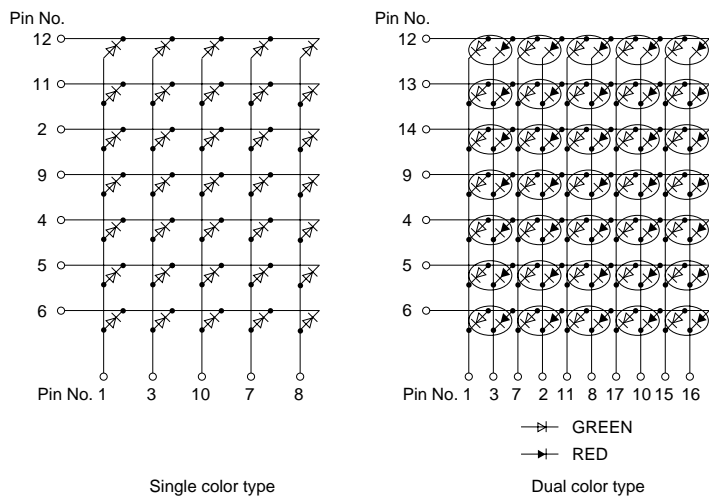 Pin No.
12
11
2
9
4
5
6
Pin No. 1 3 10 7 8
Single color type
Pin No.
12
13
14
9
4
5
6
Pin No. 1 3 7 2 11 8 17 10 15 16
GREEN
RED
Dual color type